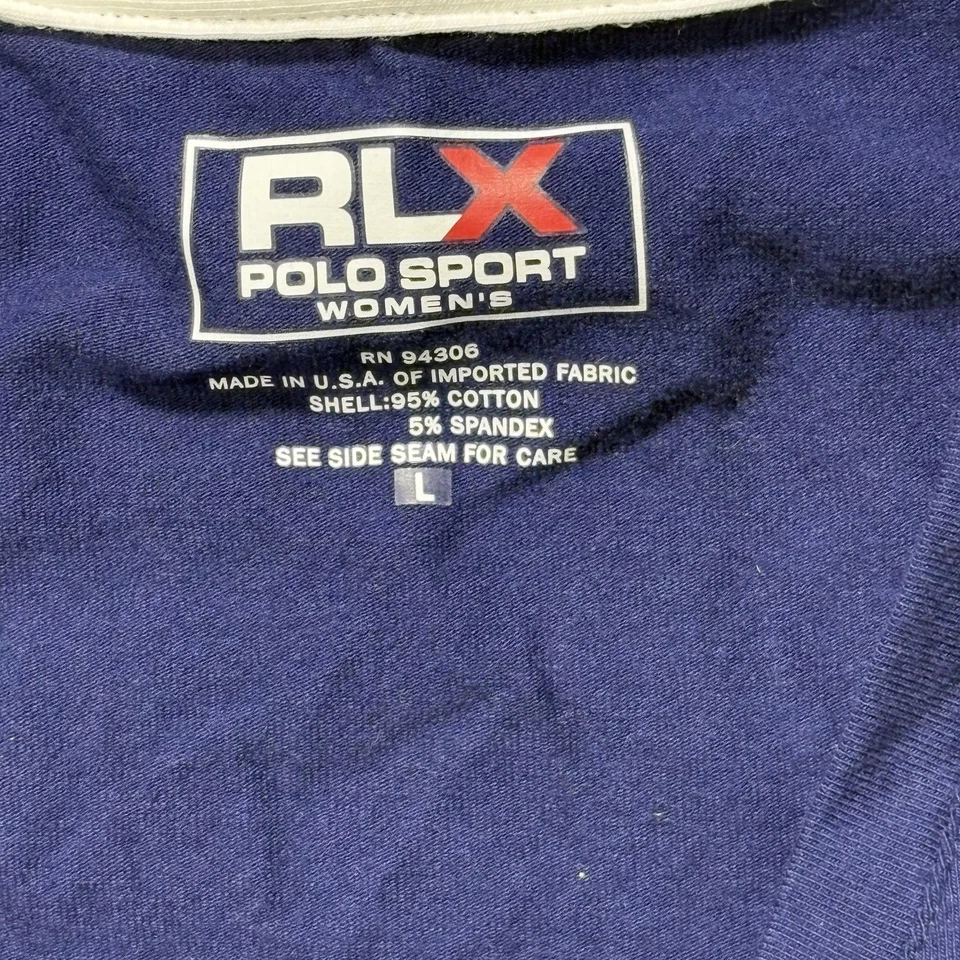 RLX
POLO SPORT
WOMEN'S
RN 94306
MADE IN U.S.A. OF IMPORTED FABRIC
SHELL:95% COTTON
5% SPANDEX
SEE SIDE SEAM FOR CARE
L